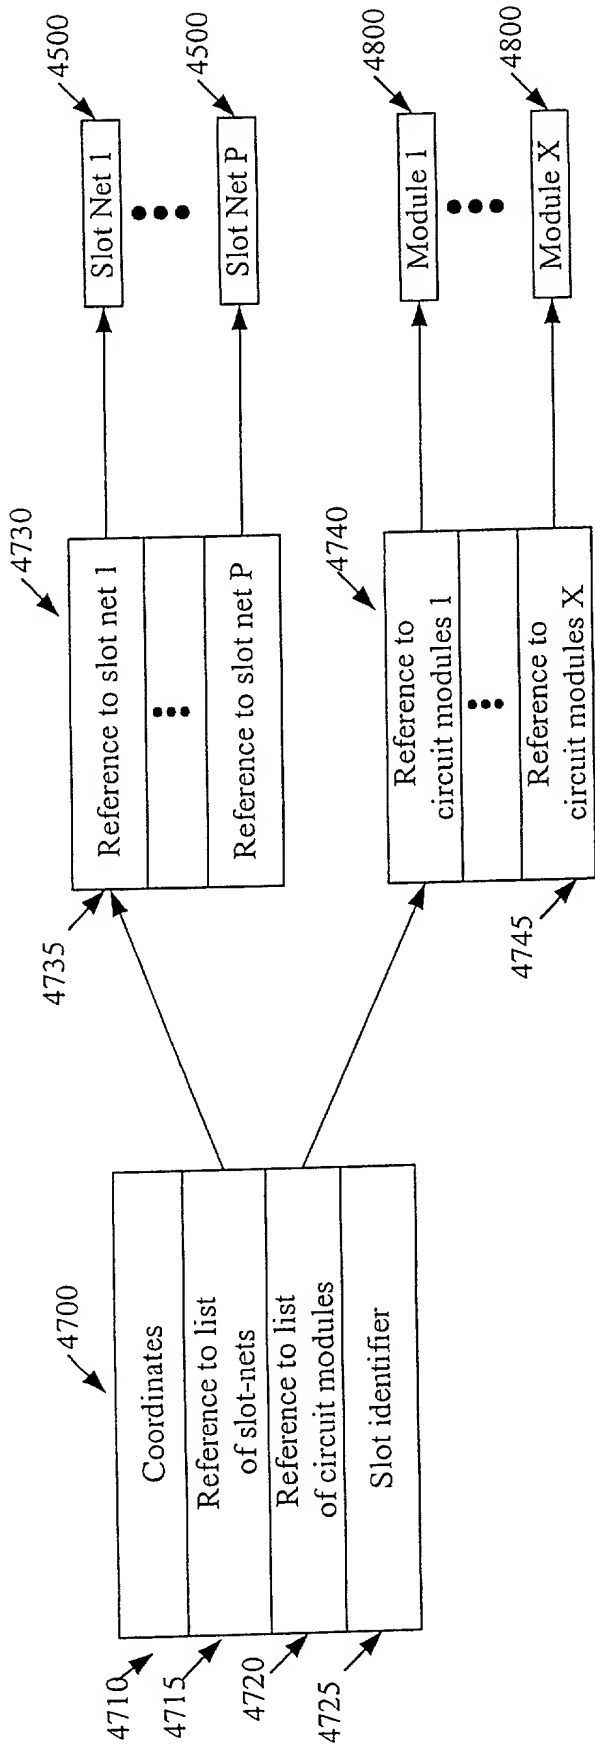 4700
4710
Coordinates
4715
Reference to list
of slot-nets
4720
Reference to list
of circuit modules
4725
Slot identifier
4730
4735
Reference to slot net 1
Reference to slot net P
4740
Reference to
circuit modules 1
4745
Reference to
circuit modules X
4500
Slot Net 1
4500
Slot Net P
4800
Module 1
4800
Module X